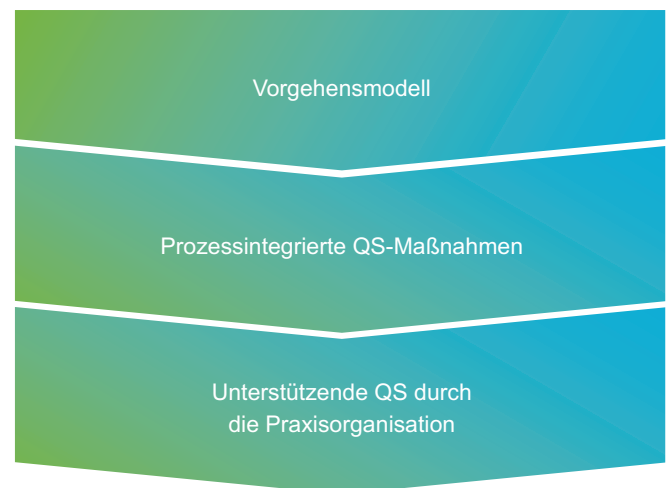 Vorgehensmodell
Prozessintegrierte QS-Maßnahmen
Unterstützende QS durch
die Praxisorganisation